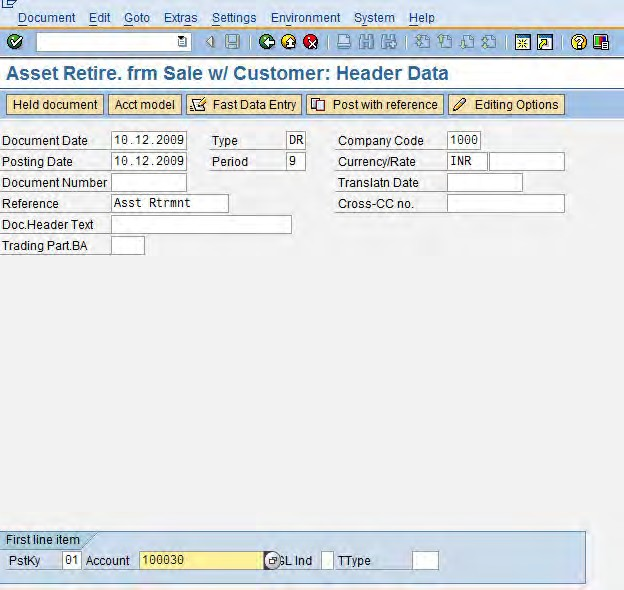 Document Edit Goto Extras Settings Environment System Help
Asset Retire. frm Sale w/ Customer: Header Data
Held document Acct model Fast Data Entry Post with reference Editing Options
Document Date 10.12.2009 Type DR Company Code 1000
Posting Date 10.12.2009 Period 9 Currency/Rate INR
Document Number Translatn Date
Reference Asst Rtrmnt Cross-CC no.
Doc.Header Text
Trading Part.BA
First line item
PstKy 01 Account 100030 GL Ind TType